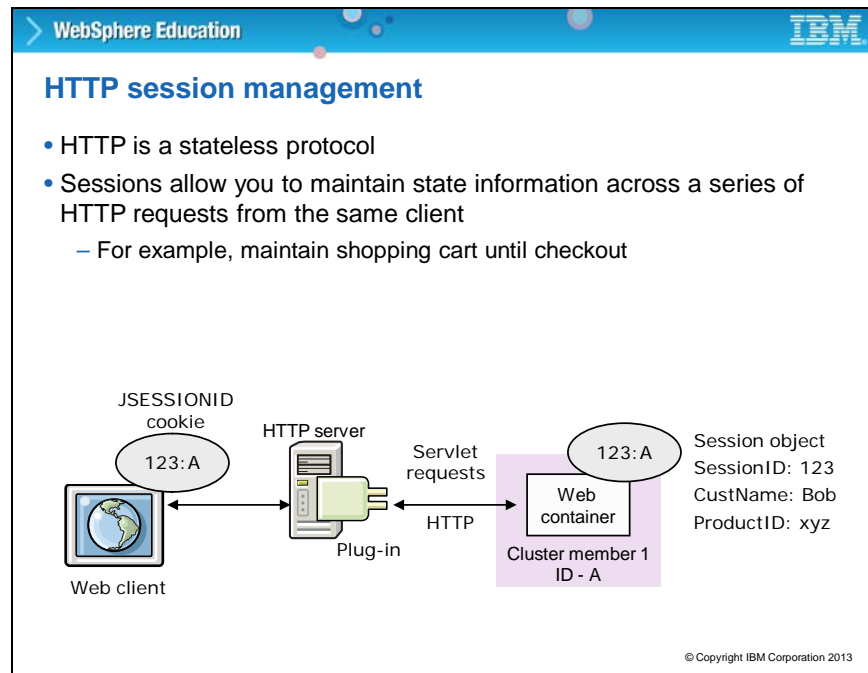 WebSphere Education
IBM
HTTP session management
• HTTP is a stateless protocol
• Sessions allow you to maintain state information across a series of
HTTP requests from the same client
– For example, maintain shopping cart until checkout
JSESSIONID
cookie
123:A
Web client
HTTP server
Plug-in
Servlet
requests
HTTP
Web
container
Cluster member 1
ID - A
123:A
Session object
SessionID: 123
CustName: Bob
ProductID: xyz
© Copyright IBM Corporation 2013